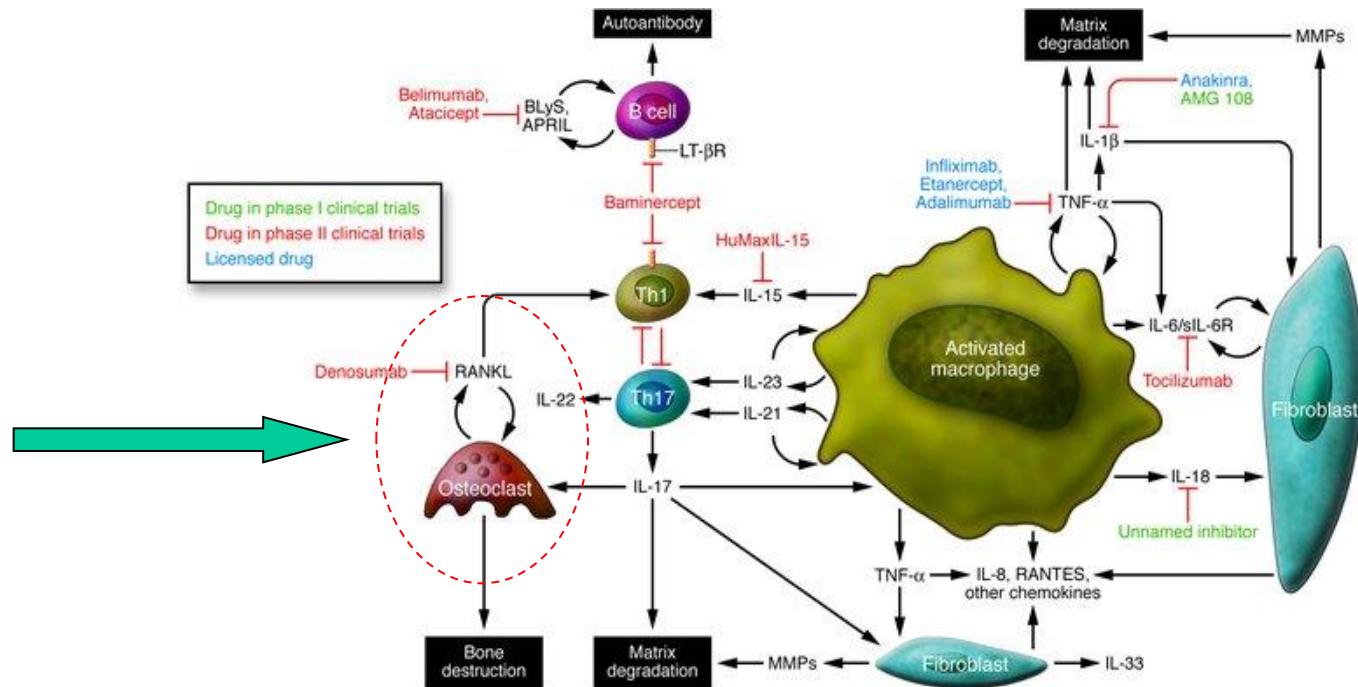 Autoantibody
Belimumab,
Atacicept
BLyS,
APRIL
B cell
LT-βR
Baminercept
Drug in phase I clinical trials
Drug in phase II clinical trials
Licensed drug
Matrix
degradation
MMPs
Anakinra,
AMG 108
IL-1β
Infliximab,
Etanercept,
Adalimumab
TNF-α
HuMaxIL-15
Th1
IL-15
IL-6/sIL-6R
Tocilizumab
Activated
macrophage
Fibroblast
Denosumab
RANKL
IL-22
Th17
IL-23
IL-21
Osteoclast
IL-17
IL-18
Unnamed inhibitor
TNF-α
IL-8, RANTES,
other chemokines
Bone
destruction
Matrix
degradation
MMPs
Fibroblast
IL-33